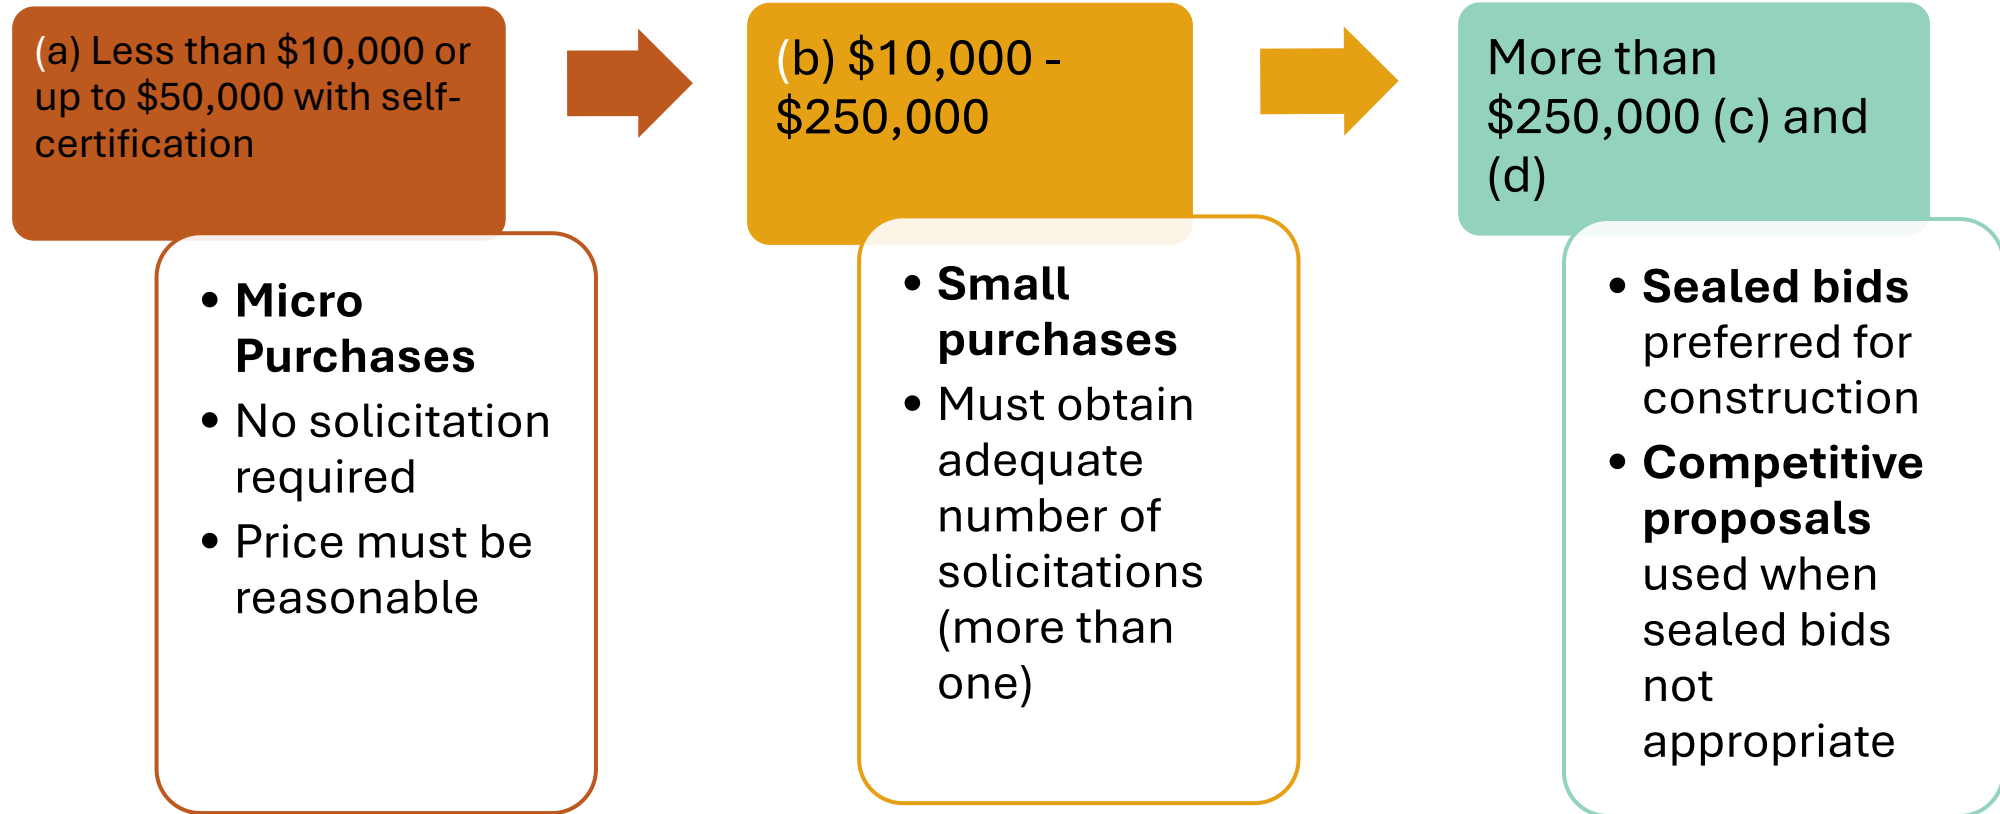 (a) Less than $10,000 or
up to $50,000 with self-
certification
• Micro
Purchases
• No solicitation
required
• Price must be
reasonable
(b) $10,000 -
$250,000
• Small
purchases
• Must obtain
adequate
number of
solicitations
(more than
one)
More than
$250,000 (c) and
(d)
• Sealed bids
preferred for
construction
• Competitive
proposals
used when
sealed bids
not
appropriate